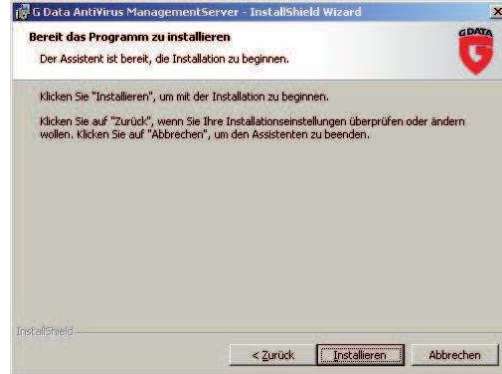 G Data AntiVirus ManagementServer - InstallShield Wizard
Bereit das Programm zu installieren
Der Assistent ist bereit, die Installation zu beginnen.
G DATA
Klicken Sie "Installieren", um mit der Installation zu beginnen.
Klicken Sie auf "Zurück", wenn Sie Ihre Installationseinstellungen überprüfen oder ändern
wollen. Klicken Sie auf "Abbrechen", um den Assistenten zu beenden.
InstallShield
< Zurück Installieren Abbrechen